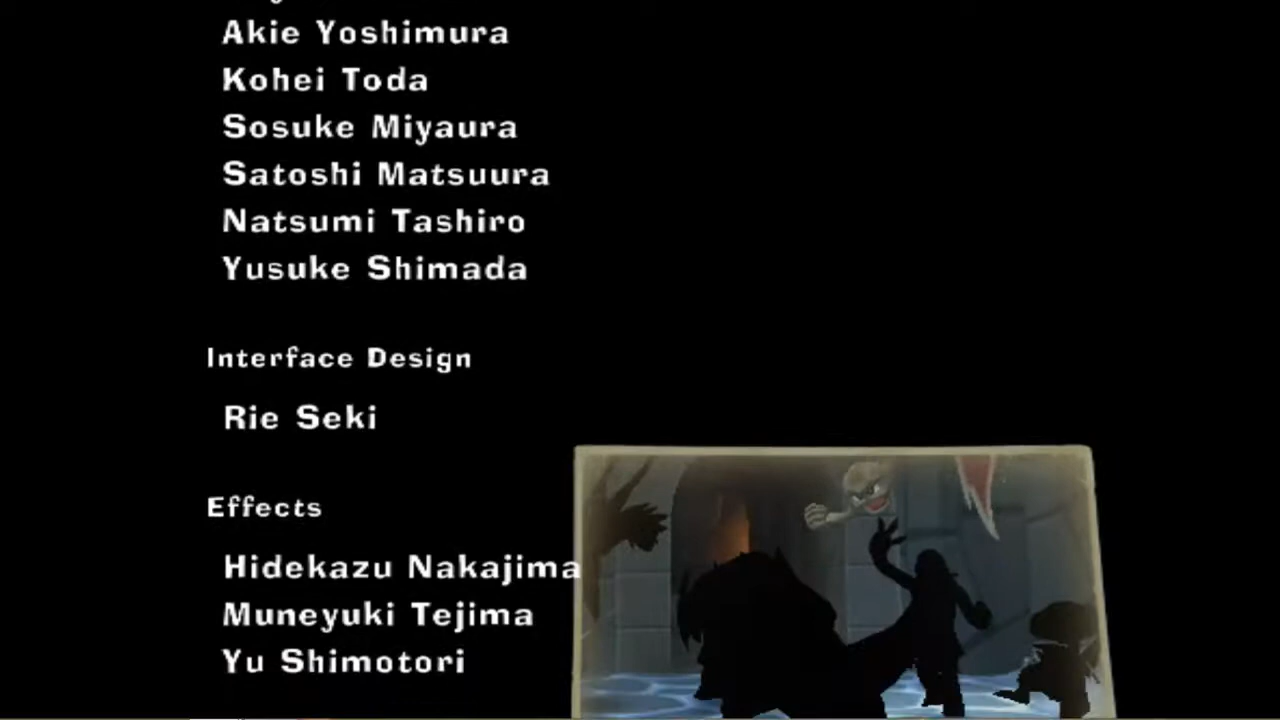 Akie Yoshimura
Kohei Toda
Sosuke Miyaura
Satoshi Matsuura
Natsumi Tashiro
Yusuke Shimada
Interface Design
Rie Seki
Effects
Hidekazu Nakajima
Muneyuki Tejima
Yu Shimotori